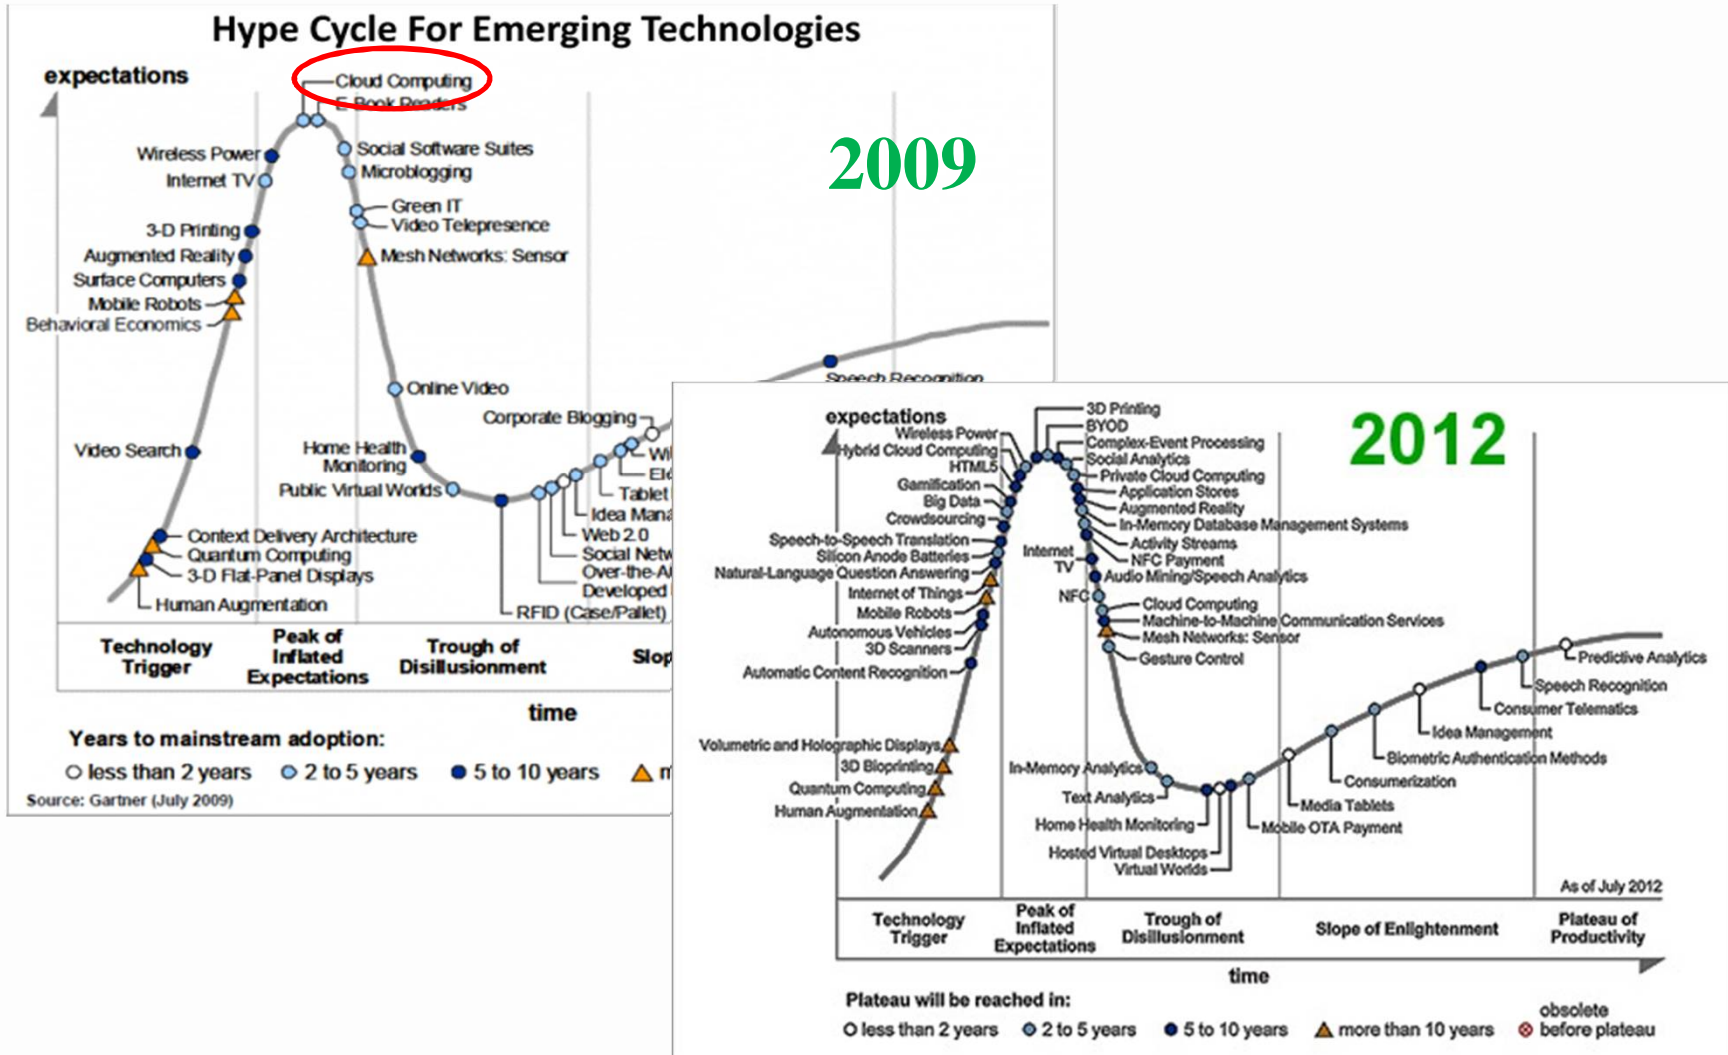 Hype Cycle For Emerging Technologies
expectations
Cloud Computing
E-Book Readers
2009
Wireless Power
Social Software Suites
Internet TV
Microblogging
Green IT
3-D Printing
Video Telepresence
Augmented Reality
Mesh Networks: Sensor
Surface Computers
Mobile Robots
Behavioral Economics
Speech Recognition
Online Video
Corporate Blogging
Video Search
Home Health
Monitoring
Public Virtual Worlds
Tablet
Idea Mana
Web 2.0
Social Netw
Over-the-A
Developed
RFID (Case/Pallet)
Context Delivery Architecture
Quantum Computing
3-D Flat-Panel Displays
Human Augmentation
Technology
Trigger
Peak of
Inflated
Expectations
Trough of
Disillusionment
Slop
time
Years to mainstream adoption:
less than 2 years
2 to 5 years
5 to 10 years
Source: Gartner (July 2009)
expectations
2012
3D Printing
BYOD
Wireless Power
Complex-Event Processing
Hybrid Cloud Computing
Social Analytics
HTML5
Private Cloud Computing
Gamification
Application Stores
Big Data
Augmented Reality
Crowdsourcing
In-Memory Database Management Systems
Speech-to-Speech Translation
Activity Streams
Silicon Anode Batteries
Internet
TV
NFC Payment
Natural-Language Question Answering
Audio Mining/Speech Analytics
Internet of Things
NFC
Cloud Computing
Mobile Robots
Machine-to-Machine Communication Services
Autonomous Vehicles
Mesh Networks: Sensor
3D Scanners
Gesture Control
Automatic Content Recognition
Predictive Analytics
Speech Recognition
Consumer Telematics
Idea Management
Volumetric and Holographic Displays
Biometric Authentication Methods
3D Bioprinting
In-Memory Analytics
Consumerization
Quantum Computing
Text Analytics
Media Tablets
Human Augmentation
Home Health Monitoring
Mobile OTA Payment
Hosted Virtual Desktops
Virtual Worlds
As of July 2012
Technology
Trigger
Peak of
Inflated
Expectations
Trough of
Disillusionment
Slope of Enlightenment
Plateau of
Productivity
time
Plateau will be reached in:
less than 2 years
2 to 5 years
5 to 10 years
more than 10 years
obsolete
before plateau